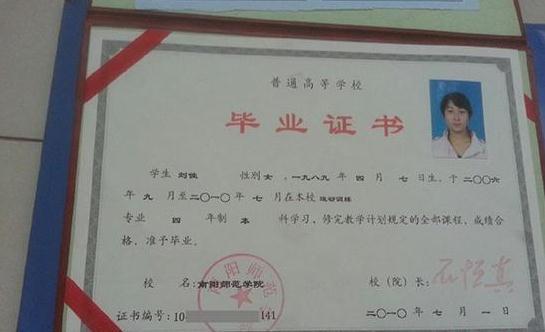 普通高等学校
毕业证书
学生 刘佳 性别 女,一九八九年 四 月 七 日生,于二〇〇六
年 九 月至二〇一〇年 七 月在本校 运动训练
专业 四 年制 本 科学习,修完教学计划规定的全部课程,成绩合
格,准予毕业。
校 名: 南阳师范学院 校(院)长:
证书编号:10 141 二〇一〇年 七 月 一 日